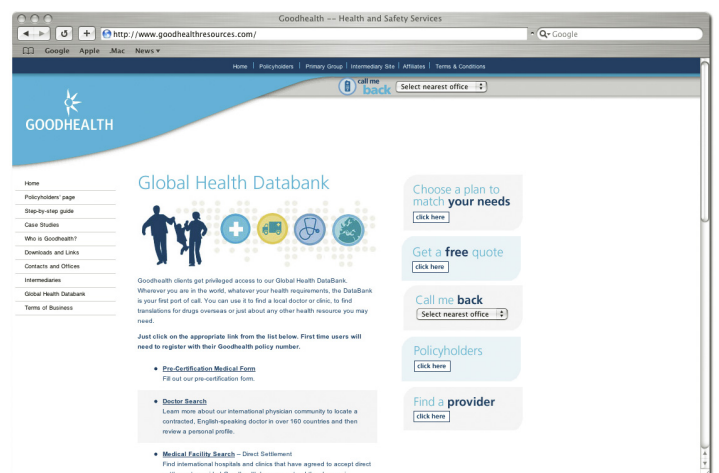 Goodhealth -- Health and Safety Services
http://www.goodhealthresources.com/
Google
Google Apple .Mac News
Home | Policyholders | Primary Group | Intermediary Site | Affiliates | Terms & Conditions
call me
back
Select nearest office
GOODHEALTH
Home
Policyholders' page
Step-by-step guide
Case Studies
Who is Goodhealth?
Downloads and Links
Contacts and Offices
Intermediaries
Global Health Databank
Terms of Business
Global Health Databank
Goodhealth clients get privileged access to our Global Health DataBank.
Wherever you are in the world, whatever your health requirements, the DataBank
is your first port of call. You can use it to find a local doctor or clinic, to find
translations for drugs overseas or just about any other health resource you may
need.
Just click on the appropriate link from the list below. First time users will
need to register with their Goodhealth policy number.
Pre-Certification Medical Form
Fill out our pre-certification form.
Doctor Search
Learn more about our international physician community to locate a
contracted, English-speaking doctor in over 160 countries and then
review a personal profile.
Medical Facility Search – Direct Settlement
Find international hospitals and clinics that have agreed to accept direct
Choose a plan to
match your needs
click here
Get a free quote
click here
Call me back
Select nearest office
Policyholders
click here
Find a provider
click here